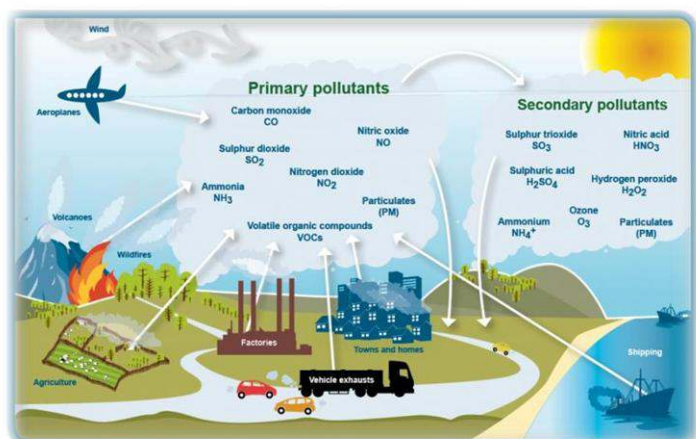 Wind
Aeroplanes
Primary pollutants
Carbon monoxide
CO
Nitric oxide
NO
Sulphur dioxide
SO₂
Nitrogen dioxide
NO₂
Ammonia
NH₃
Particulates
(PM)
Volatile organic compounds
VOCs
Secondary pollutants
Sulphur trioxide
SO₃
Nitric acid
HNO₃
Sulphuric acid
H₂SO₄
Hydrogen peroxide
H₂O₂
Ozone
O₃
Ammonium
NH₄⁺
Particulates
(PM)
Volcanoes
Wildfires
Agriculture
Factories
Towns and homes
Vehicle exhausts
Shipping